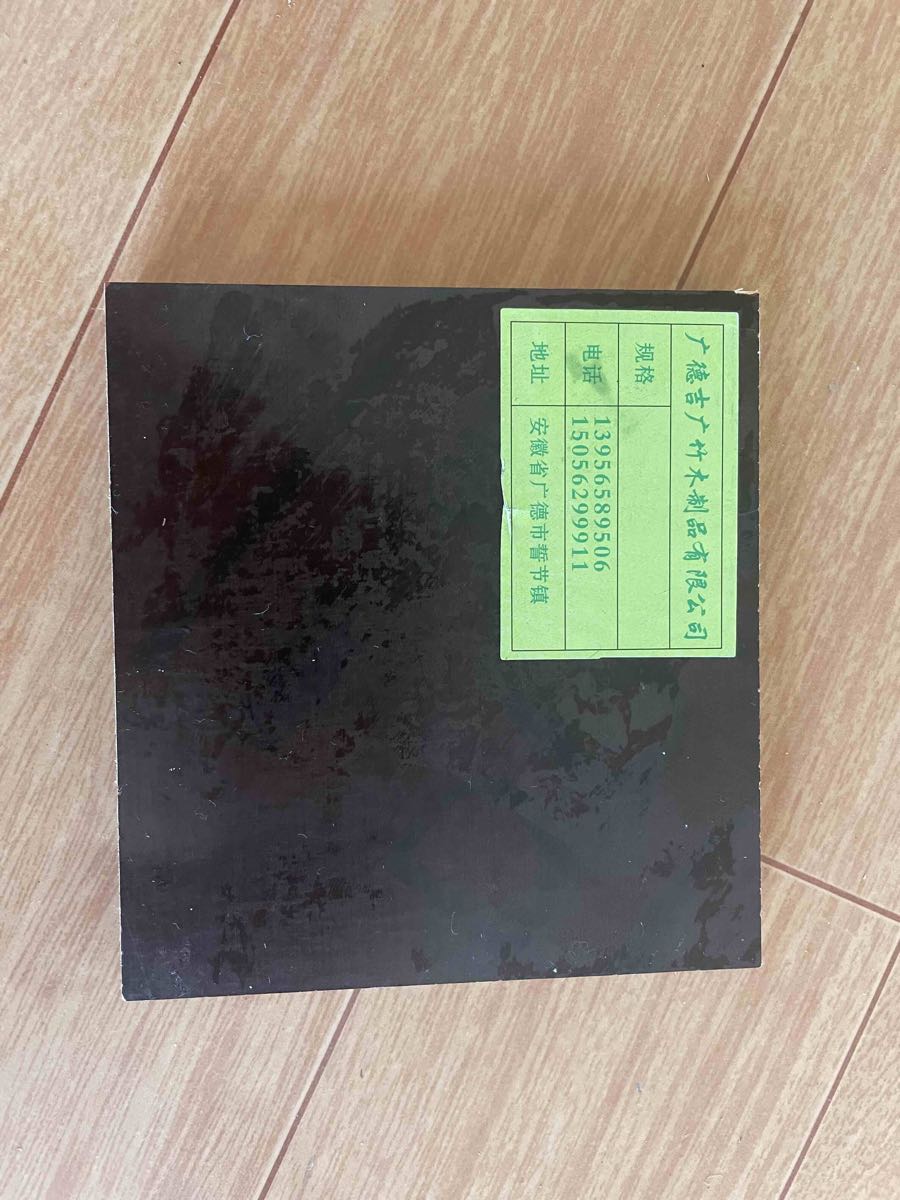 广德吉广竹木制品有限公司
规格
电话 13956589506
15056299911
地址 安徽省广德市誓节镇